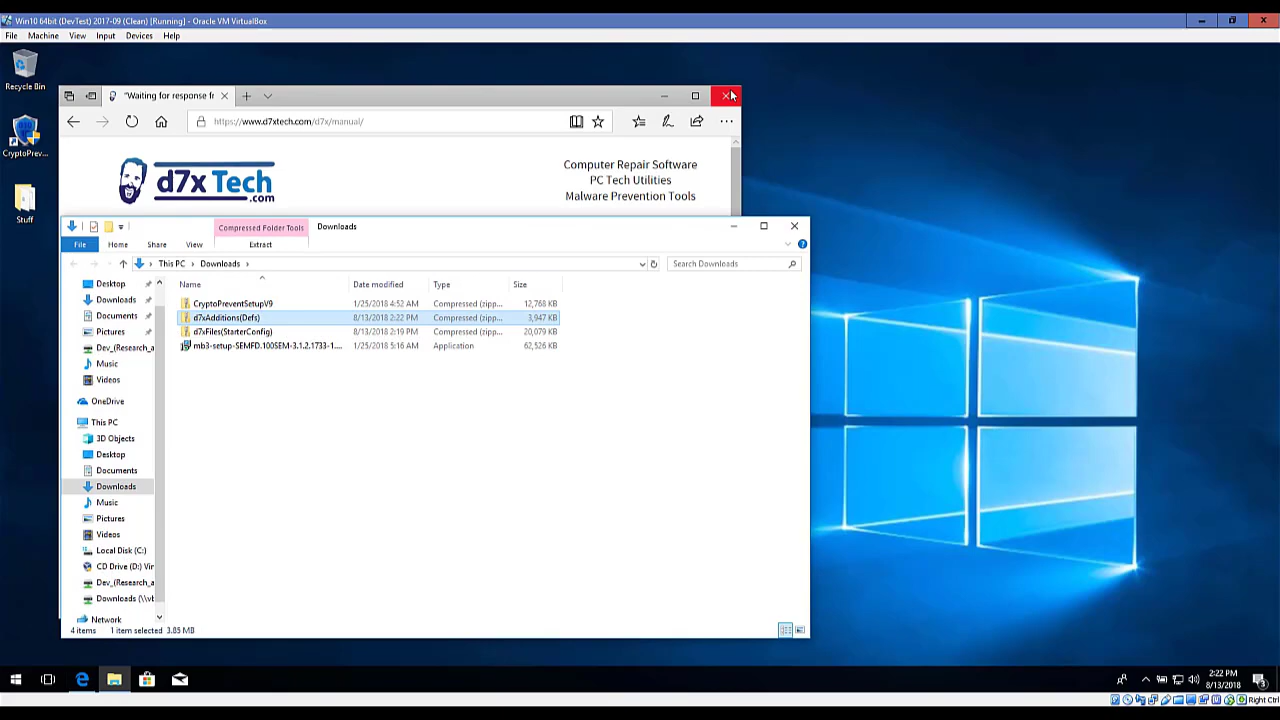 Win10 64bit (DevTest) 2017-09 (Clean) [Running] - Oracle VM VirtualBox
File Machine View Input Devices Help
Recycle Bin
CryptoPrev...
Stuff
"Waiting for response fr
https://www.d7xtech.com/d7x/manual/
d7x Tech
.com
Computer Repair Software
PC Tech Utilities
Malware Prevention Tools
Compressed Folder Tools Downloads
File Home Share View Extract
This PC > Downloads >
Search Downloads
Name Date modified Type Size
CryptoPreventSetupV9 1/25/2018 4:52 AM Compressed (zipp... 12,768 KB
d7xAdditions(Defs) 8/13/2018 2:22 PM Compressed (zipp... 3,947 KB
d7xFiles(StarterConfig) 8/13/2018 2:19 PM Compressed (zipp... 20,079 KB
mb3-setup-SEMFD.100SEM-3.1.2.1733-1.... 1/25/2018 5:16 AM Application 62,526 KB
Desktop
Downloads
Documents
Pictures
Dev_(Research_a
Music
Videos
OneDrive
This PC
3D Objects
Desktop
Documents
Downloads
Music
Pictures
Videos
Local Disk (C:)
CD Drive (D:) Vir
Dev_(Research_a
Downloads (\\vb
Network
4 items 1 item selected 3.85 MB
2:22 PM
8/13/2018
3
Right Ctrl